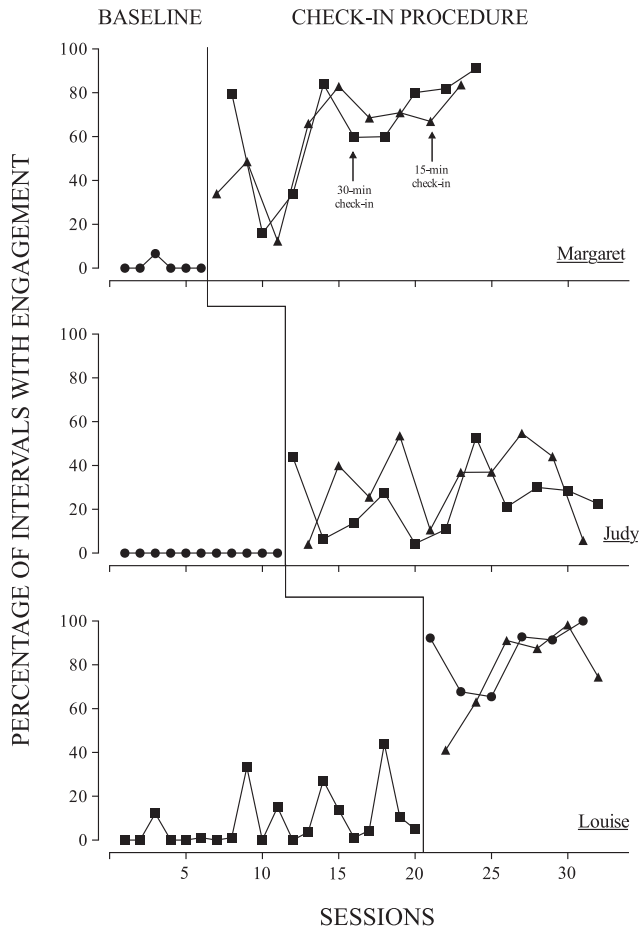 BASELINE CHECK-IN PROCEDURE
PERCENTAGE OF INTERVALS WITH ENGAGEMENT
100
80
60
40
20
0
30-min
check-in
15-min
check-in
Margaret
100
80
60
40
20
0
Judy
100
80
60
40
20
0
Louise
5 10 15 20 25 30
SESSIONS